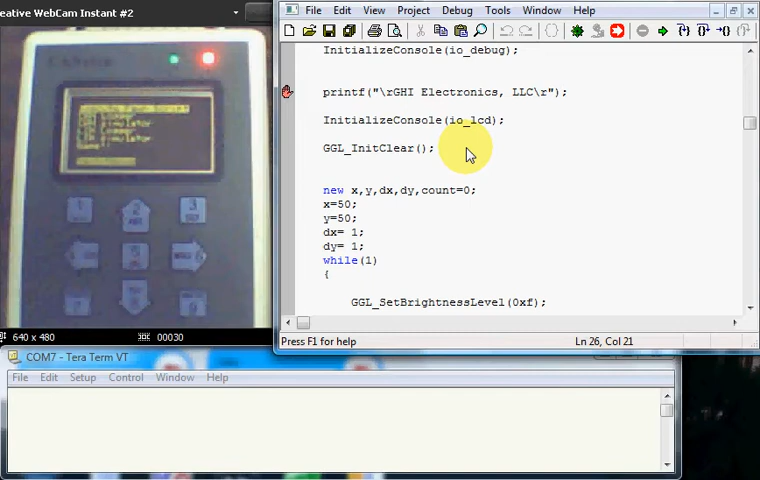 reative WebCam Instant #2
640 x 480
00030
File Edit View Project Debug Tools Window Help
InitializeConsole(io_debug);
printf("\rGHI Electronics, LLC\r");
InitializeConsole(io_lcd);
GGL_InitClear();
new x,y,dx,dy,count=0;
x=50;
y=50;
dx= 1;
dy= 1;
while(1)
{
GGL_SetBrightnessLevel(0xf);
Press F1 for help
Ln 26, Col 21
COM7 - Tera Term VT
File Edit Setup Control Window Help